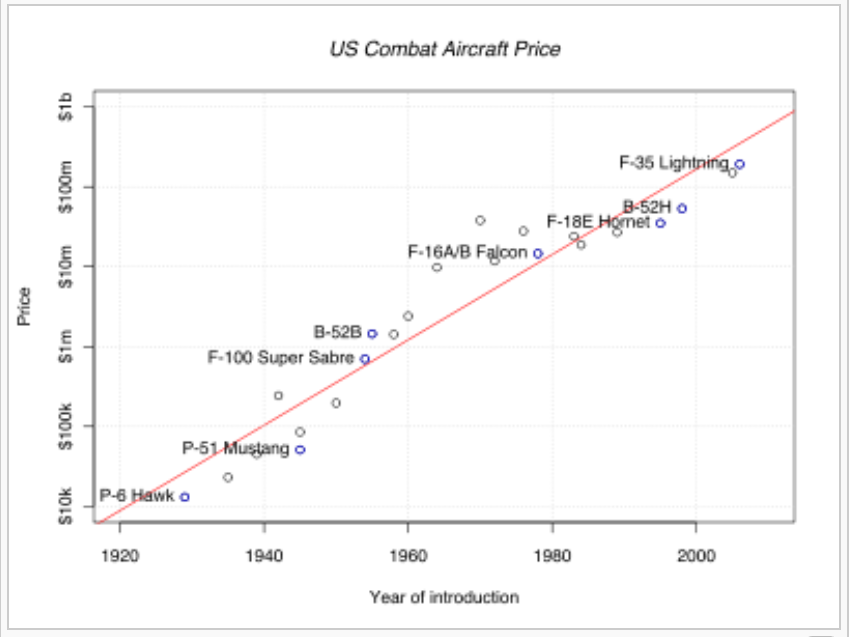 US Combat Aircraft Price
$1b
$100m
$10m
$1m
$100k
$10k
Price
F-35 Lightning
B-52H
F-18E Hornet
F-16A/B Falcon
B-52B
F-100 Super Sabre
P-51 Mustang
P-6 Hawk
1920 1940 1960 1980 2000
Year of introduction